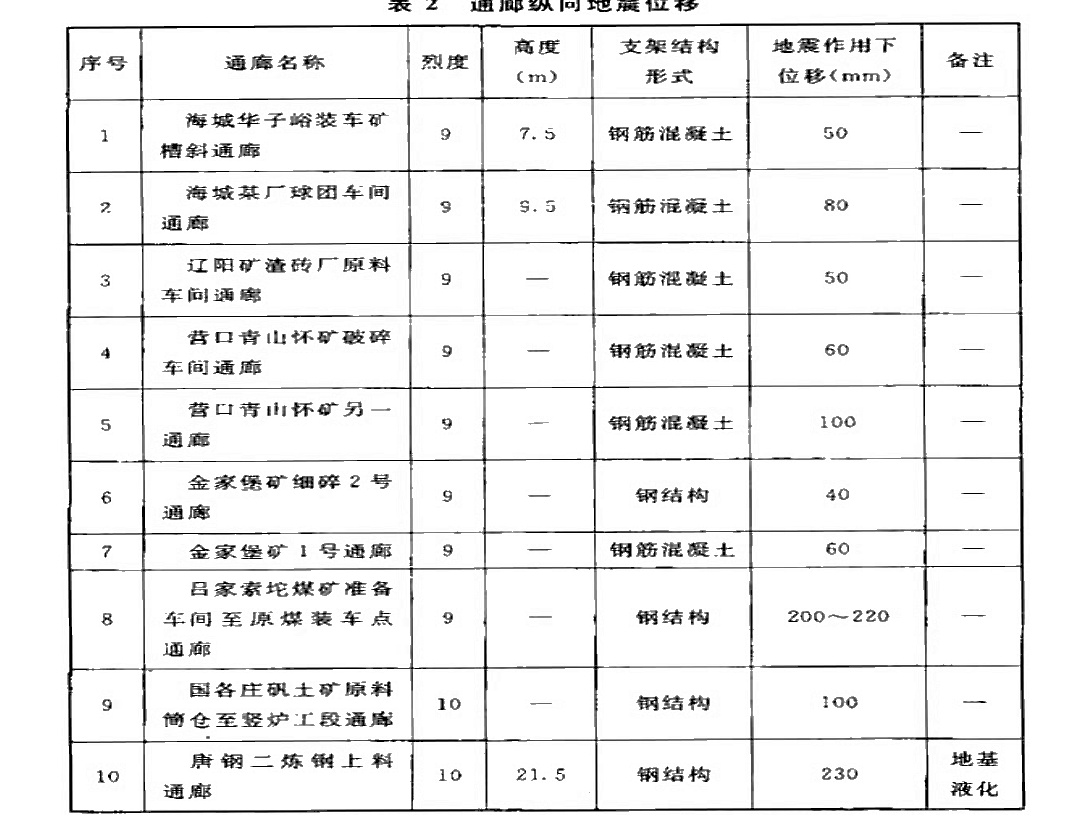 表 2 通廊纵向地震位移
序号 通廊名称 烈度 高度(m) 支架结构形式 地震作用下位移(mm) 备注
1 海城华子峪装车矿槽斜通廊 9 7.5 钢筋混凝土 50 —
2 海城某厂球团车间通廊 9 9.5 钢筋混凝土 80 —
3 辽阳矿渣砖厂原料车间通廊 9 — 钢筋混凝土 50 —
4 营口青山怀矿破碎车间通廊 9 — 钢筋混凝土 60 —
5 营口青山怀矿另一通廊 9 — 钢筋混凝土 100 —
6 金家堡矿细碎2号通廊 9 — 钢结构 40 —
7 金家堡矿1号通廊 9 — 钢筋混凝土 60 —
8 吕家索坨煤矿准备车间至原煤装车点通廊 9 — 钢结构 200～220 —
9 国各庄矾土矿原料筒仓至竖炉工段通廊 10 — 钢结构 100 —
10 唐钢二炼钢上料通廊 10 21.5 钢结构 230 地基液化